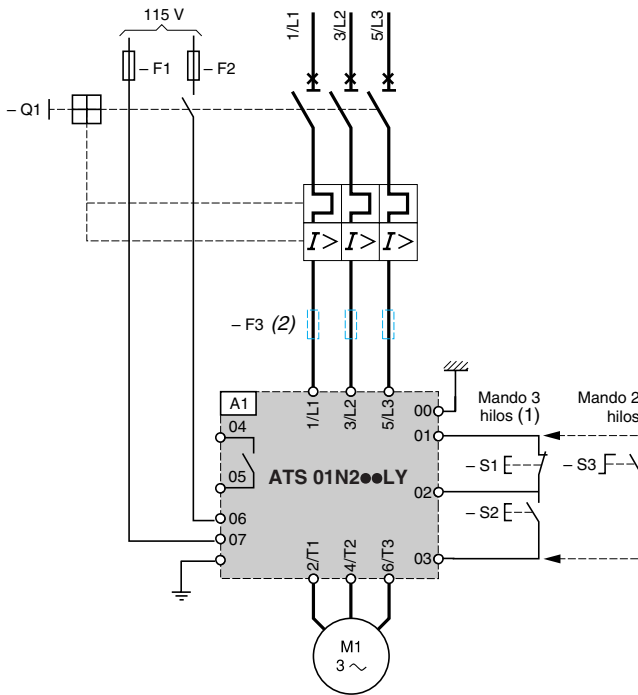 115 V
1/L1
3/L2
5/L3
– F1
– F2
– Q1
I>
I>
I>
– F3 (2)
A1
1/L1
3/L2
5/L3
00
Mando 3
hilos (1)
Mando 2
hilos
04
01
05
ATS 01N2●●LY
– S1
– S3
02
– S2
06
07
2/T1
4/T2
6/T3
03
M1
3 ~